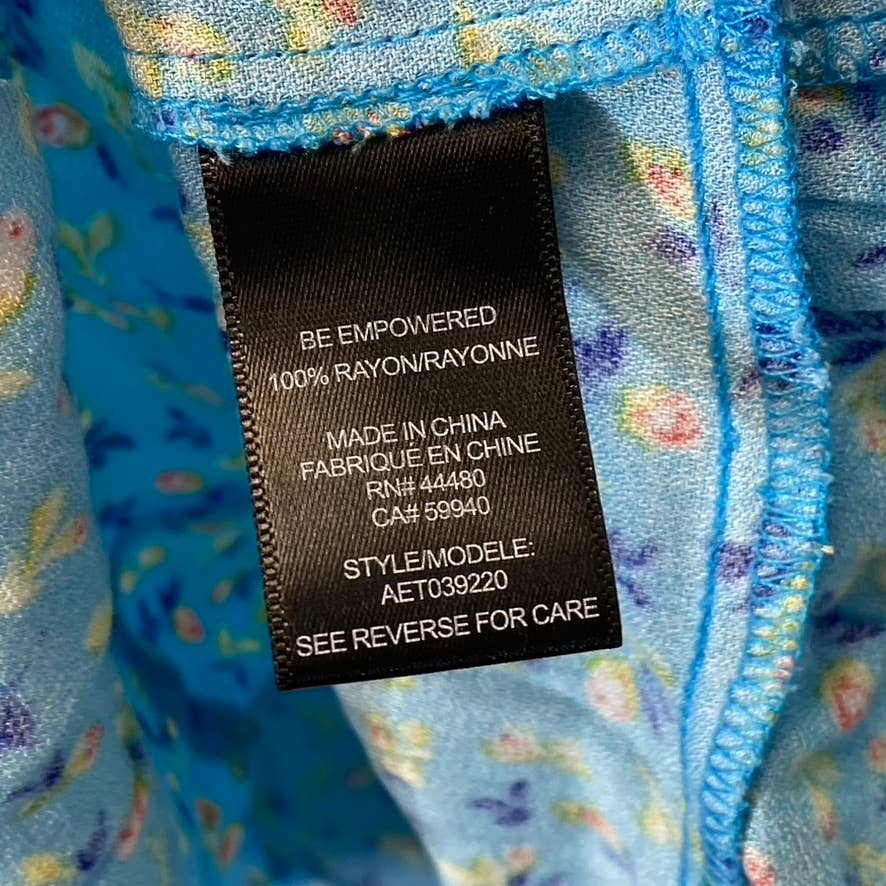 BE EMPOWERED
100% RAYON/RAYONNE
MADE IN CHINA
FABRIQUE EN CHINE
RN# 44480
CA# 59940
STYLE/MODELE:
AET039220
SEE REVERSE FOR CARE